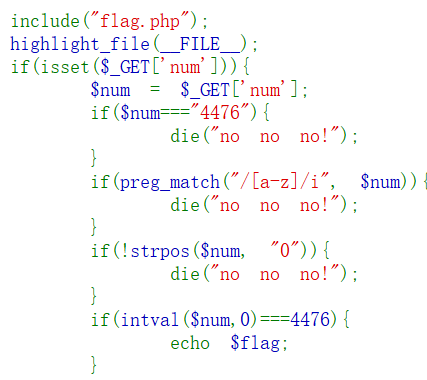 include("flag.php");
highlight_file(__FILE__);
if(isset($_GET['num'])){
        $num  =  $_GET['num'];
        if($num==="4476"){
                die("no  no  no!");
        }
        if(preg_match("/[a-z]/i",  $num)){
                die("no  no  no!");
        }
        if(!strpos($num,  "0")){
                die("no  no  no!");
        }
        if(intval($num,0)===4476){
                echo  $flag;
        }